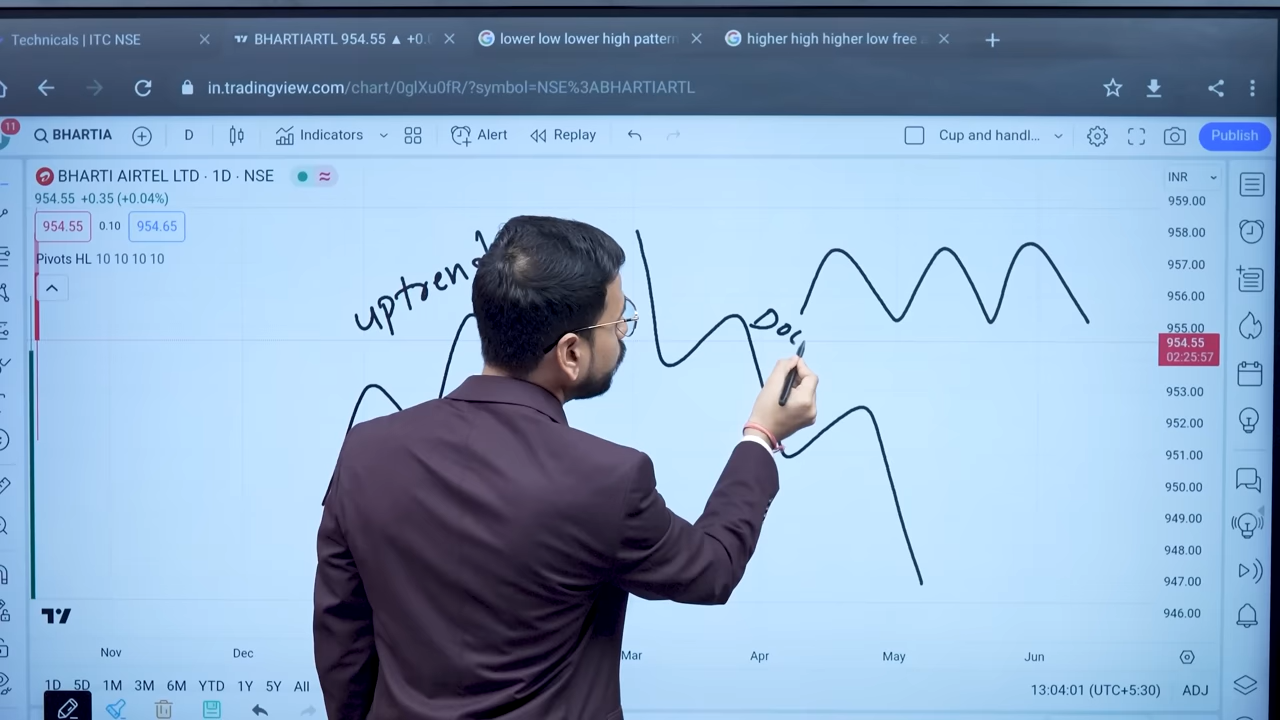 Technicals | ITC NSE
BHARTIARTL 954.55 ▲ +0.
lower low lower high pattern
higher high higher low free
in.tradingview.com/chart/0glXu0fR/?symbol=NSE%3ABHARTIARTL
11
BHARTIA
D
Indicators
Alert
Replay
Cup and handl...
Publish
BHARTI AIRTEL LTD · 1D · NSE
INR
954.55 +0.35 (+0.04%)
954.55
0.10
954.65
Pivots HL 10 10 10 10
uptrend
Do
959.00
958.00
957.00
956.00
955.00
954.55
02:25:57
953.00
952.00
951.00
950.00
949.00
948.00
947.00
946.00
Nov
Dec
Mar
Apr
May
Jun
1D 5D 1M 3M 6M YTD 1Y 5Y All
13:04:01 (UTC+5:30)
ADJ